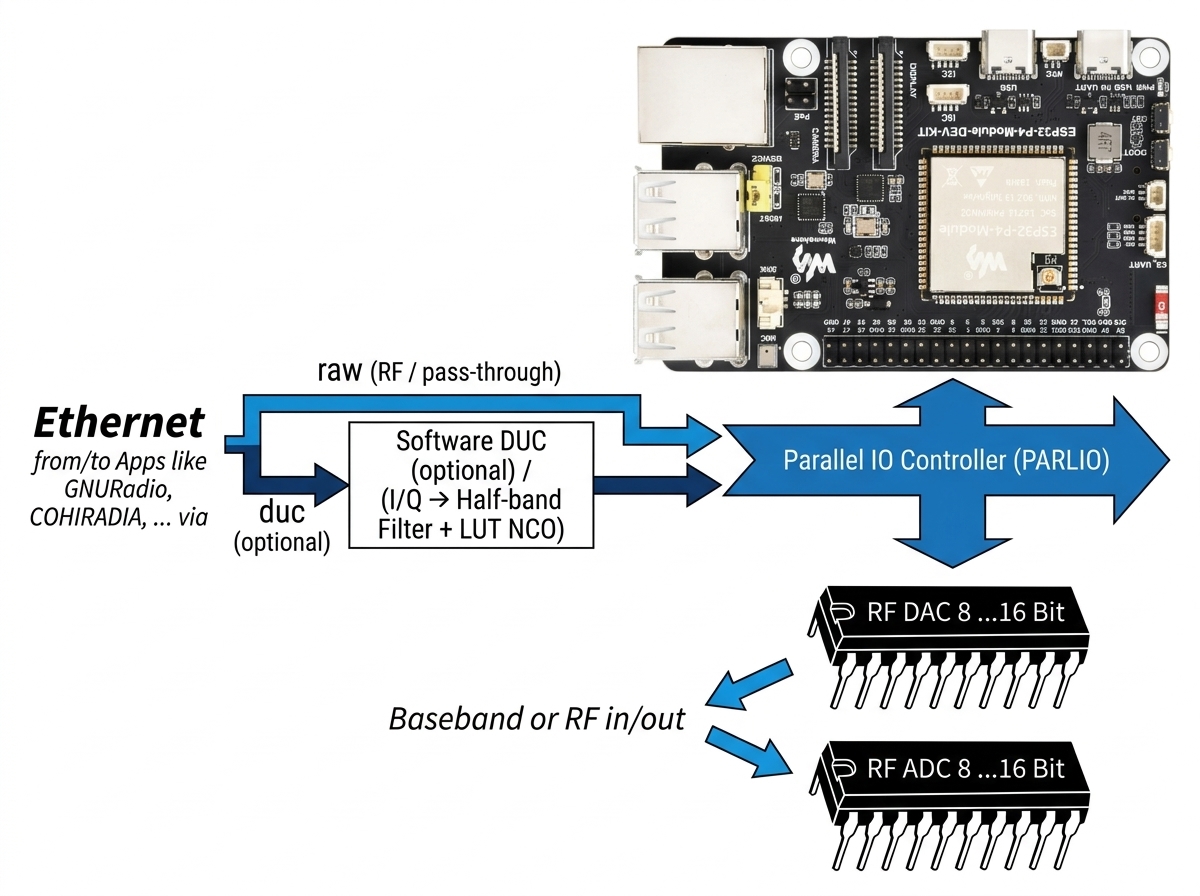 DISPLAY
USB
ESP32-P4-Module-DEV-KIT
PoE
CAMERA
ESP32-P4-Module
raw (RF / pass-through)
Ethernet
from/to Apps like
GNURadio,
COHIRADIA, ... via
duc
(optional)
Software DUC
(optional) /
(I/Q → Half-band
Filter + LUT NCO)
Parallel IO Controller (PARLIO)
RF DAC 8 ...16 Bit
Baseband or RF in/out
RF ADC 8 ...16 Bit